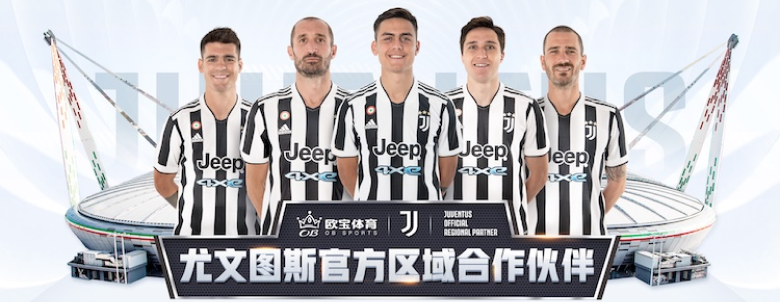 JUVENTUS
Jeep Jeep Jeep Jeep Jeep
4xe 4xe 4xe 4xe
OB 欧宝体育
OB SPORTS
JUVENTUS
OFFICIAL
REGIONAL PARTNER
尤文图斯官方区域合作伙伴